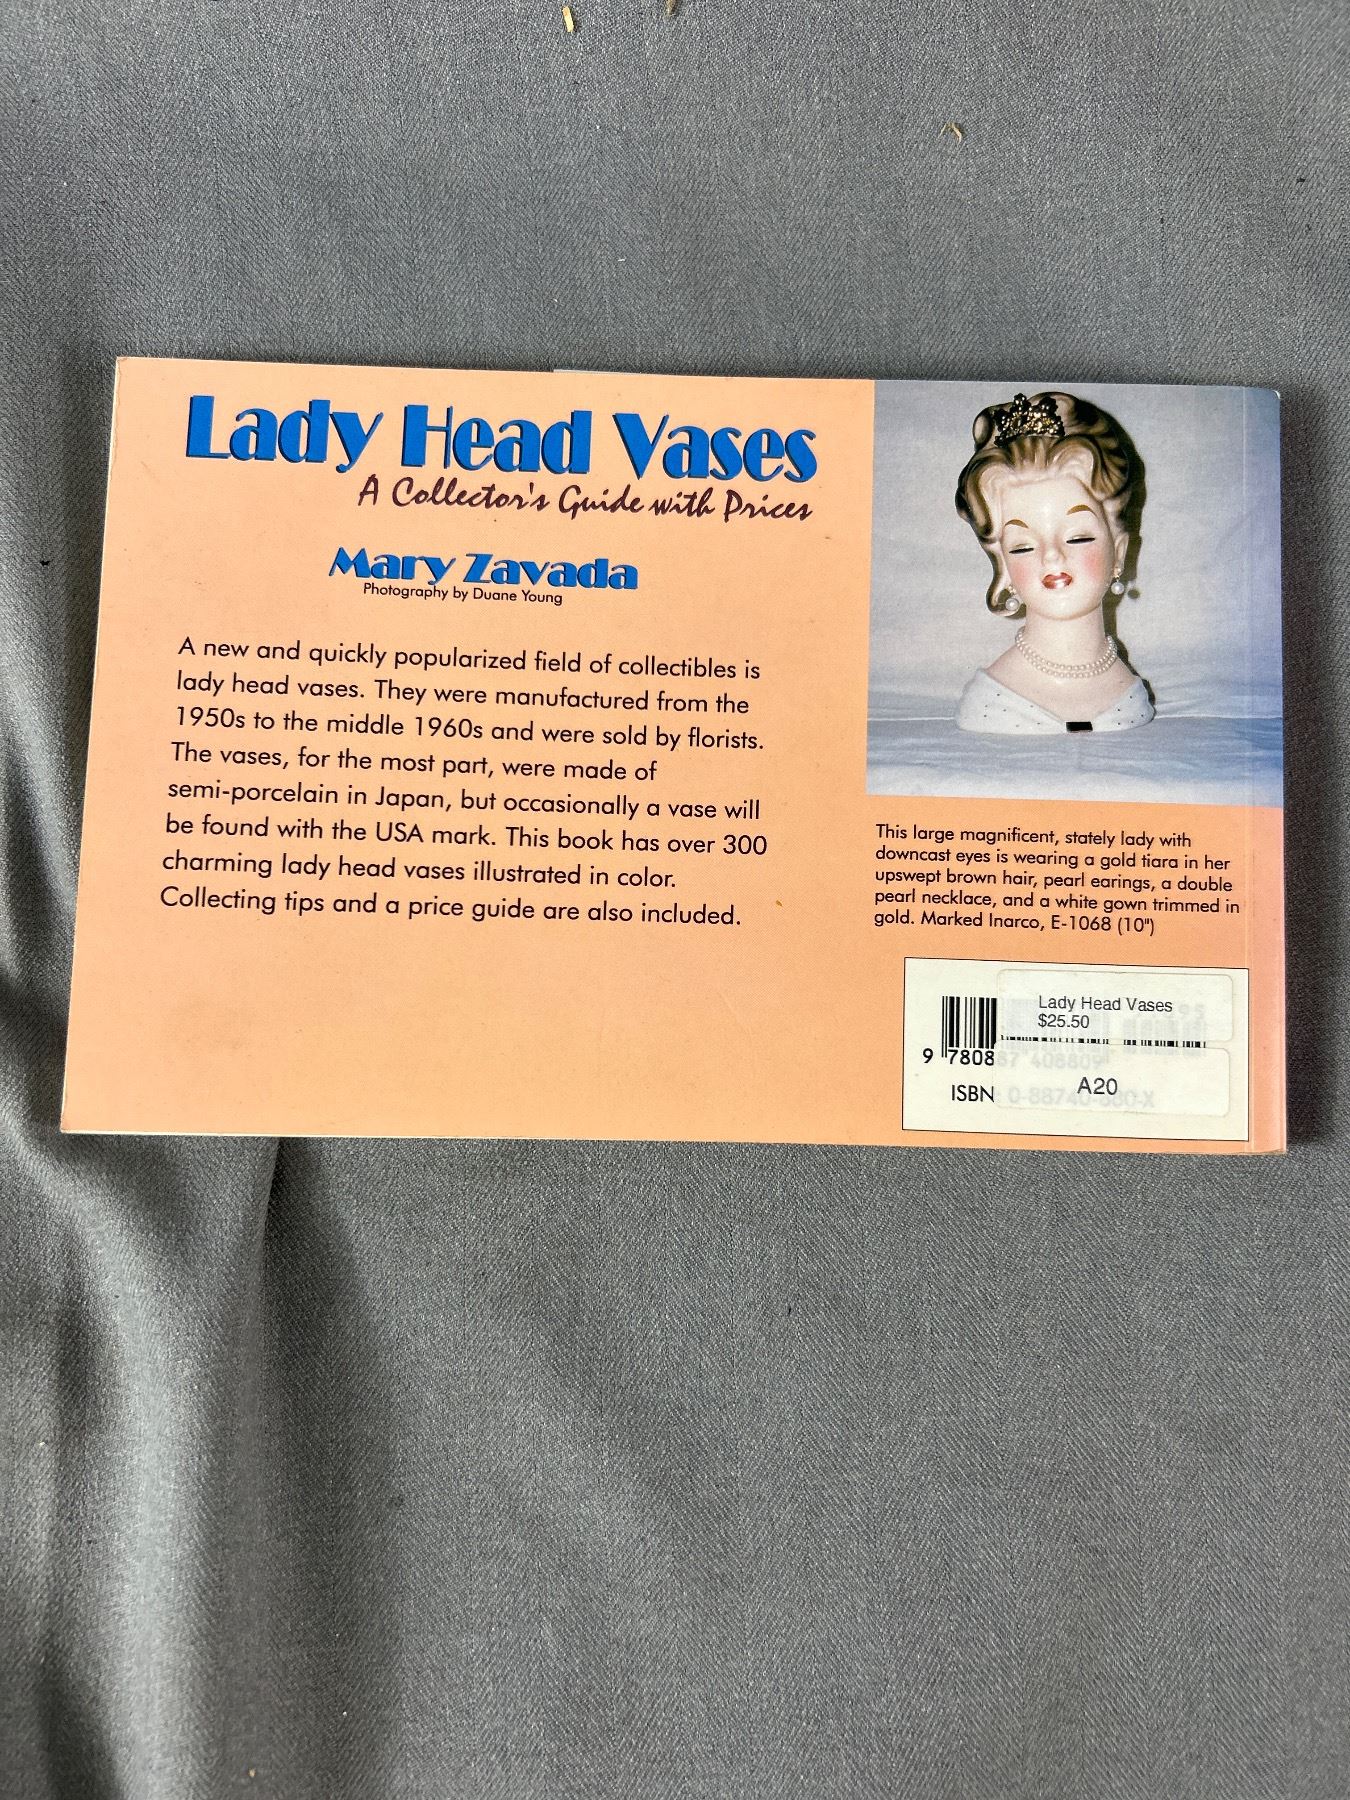 Lady Head Vases
A Collector's Guide with Prices
Mary Zavada
Photography by Duane Young
A new and quickly popularized field of collectibles is
lady head vases. They were manufactured from the
1950s to the middle 1960s and were sold by florists.
The vases, for the most part, were made of
semi-porcelain in Japan, but occasionally a vase will
be found with the USA mark. This book has over 300
charming lady head vases illustrated in color.
Collecting tips and a price guide are also included.
This large magnificent, stately lady with
downcast eyes is wearing a gold tiara in her
upswept brown hair, pearl earings, a double
pearl necklace, and a white gown trimmed in
gold. Marked Inarco, E-1068 (10")
Lady Head Vases
$25.50
9 780887 408809
A20
ISBN: 0-88740-880-X